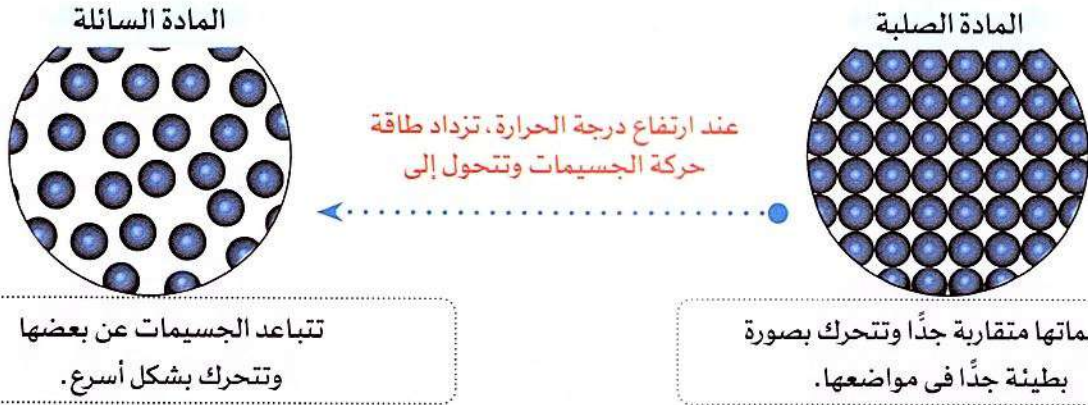 المادة الصلبة
المادة السائلة
عند ارتفاع درجة الحرارة، تزداد طاقة
حركة الجسيمات وتتحول إلى
متقاربة جدًّا وتتحرك بصورة
بطيئة جدًّا فى مواضعها.
تتباعد الجسيمات عن بعضها
وتتحرك بشكل أسرع.